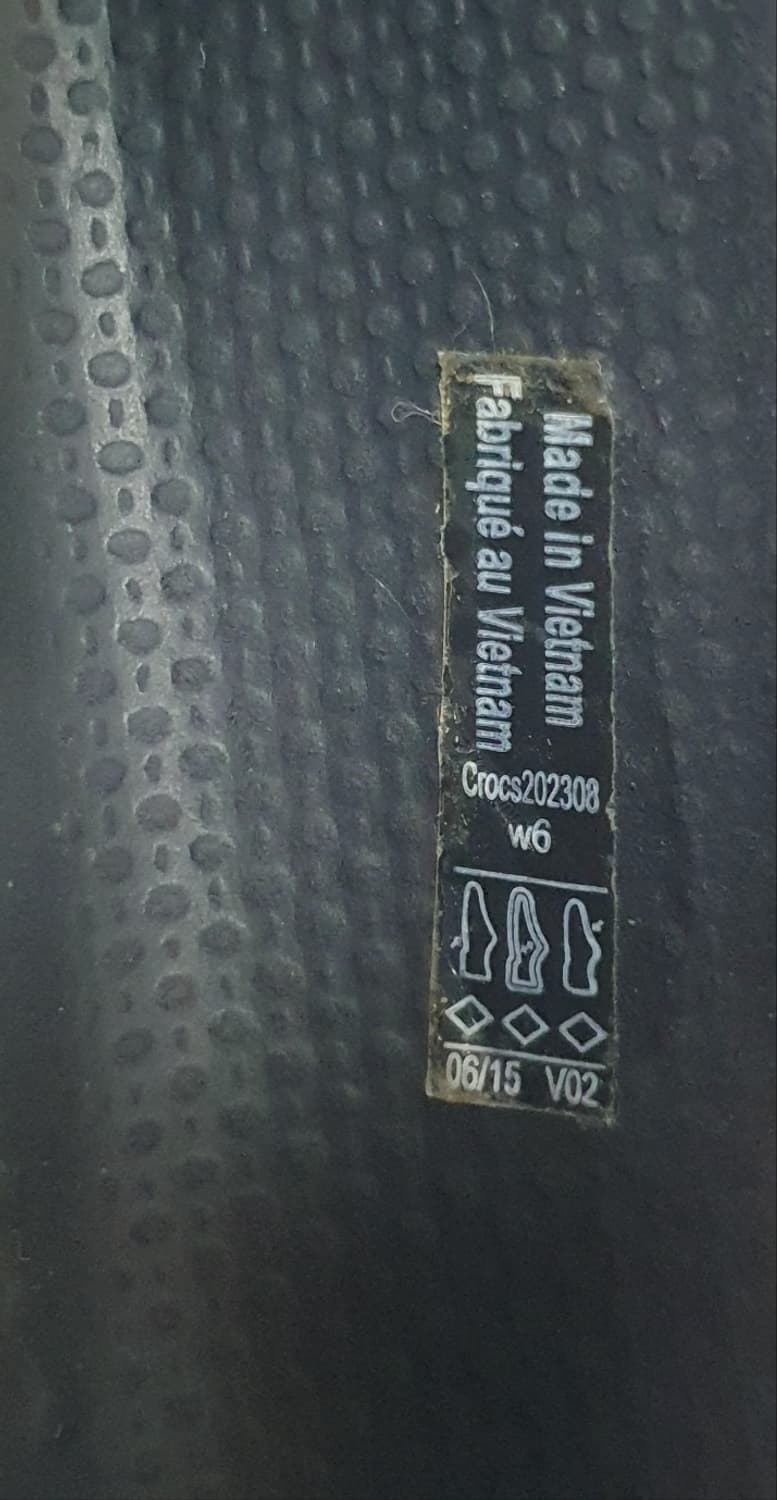 Made in Vietnam
Fabriqué au Vietnam
Crocs202308
w6
06/15 V02